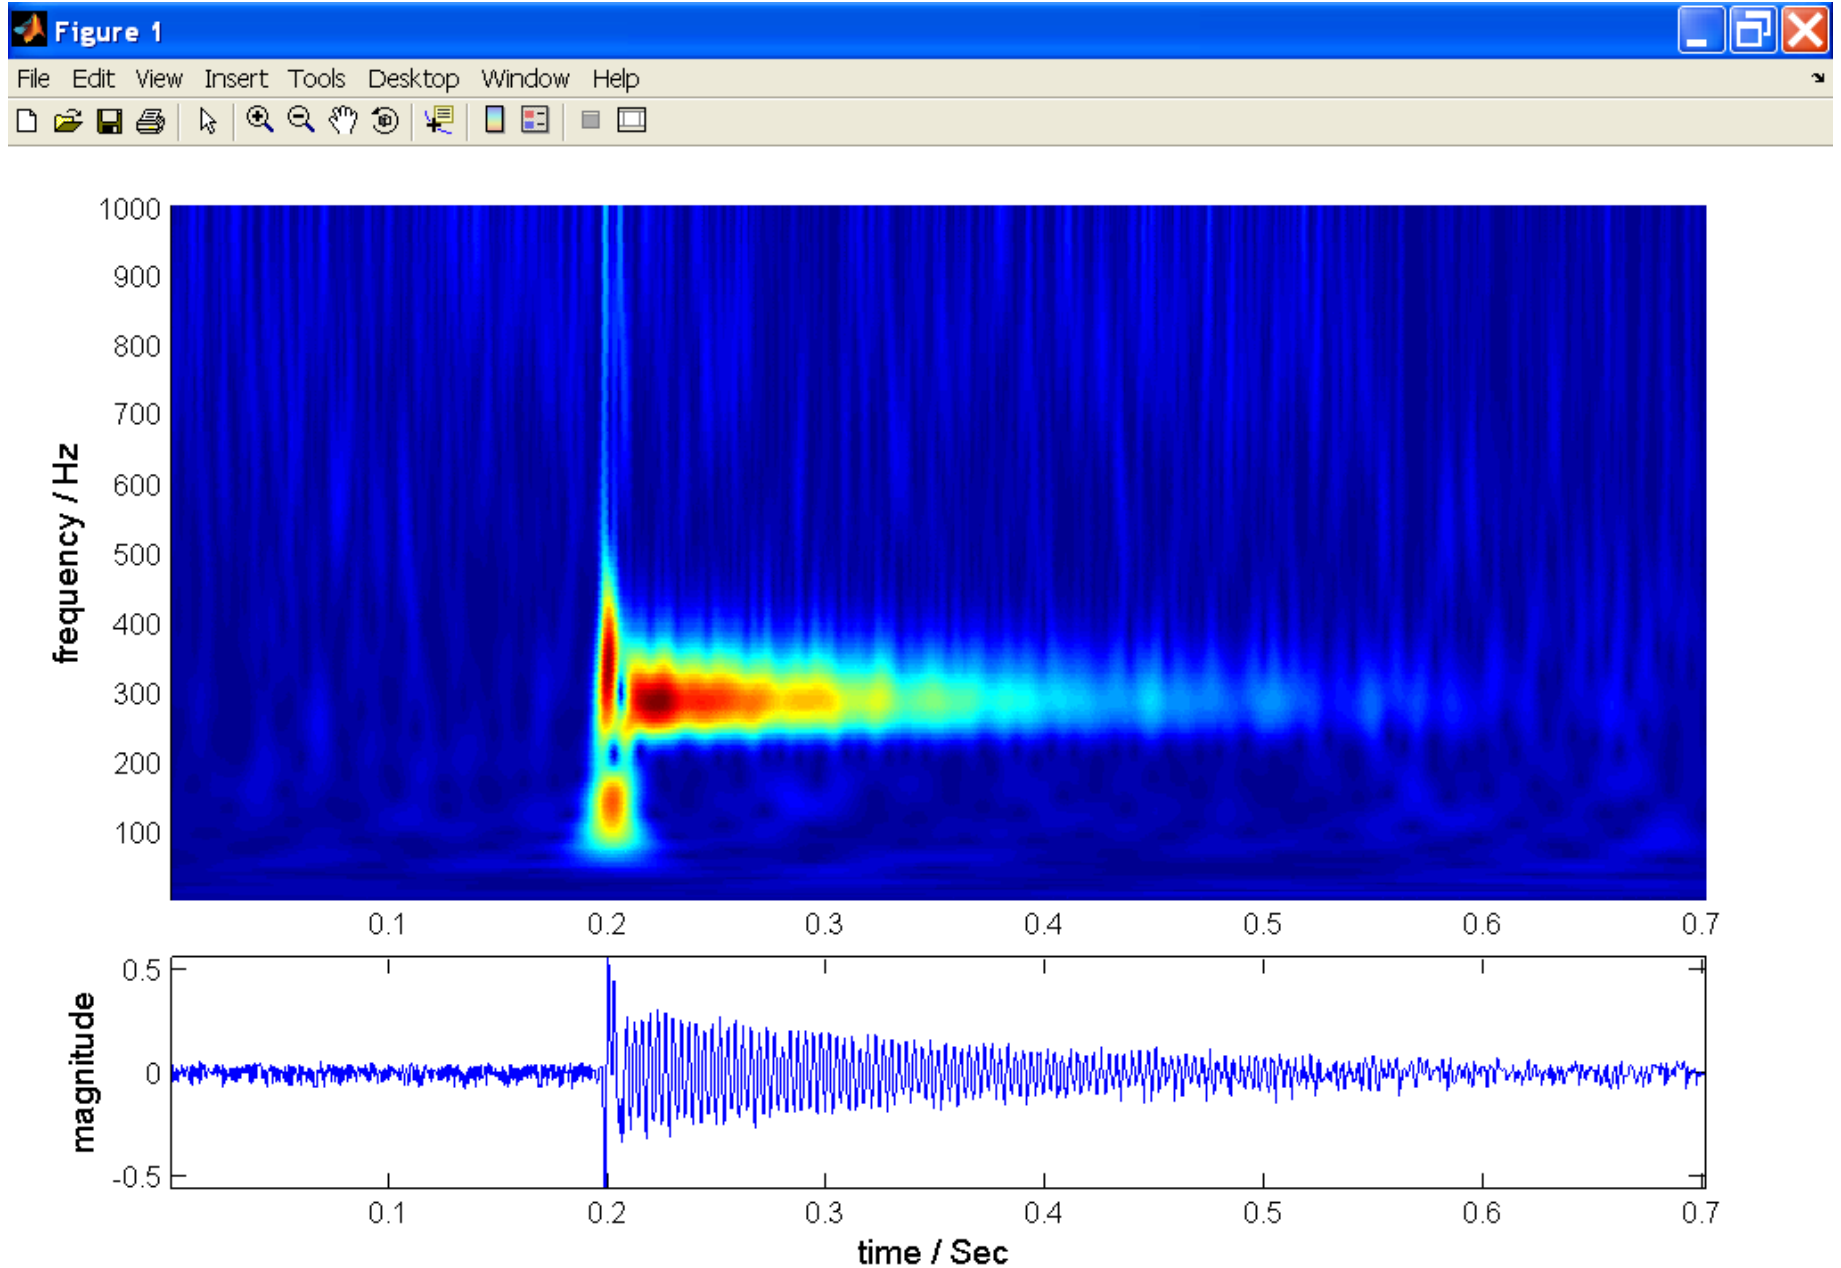 Figure 1
File Edit View Insert Tools Desktop Window Help
1000
900
800
700
600
500
400
300
200
100
frequency / Hz
0.1 0.2 0.3 0.4 0.5 0.6 0.7
0.5
0
-0.5
magnitude
0.1 0.2 0.3 0.4 0.5 0.6 0.7
time / Sec